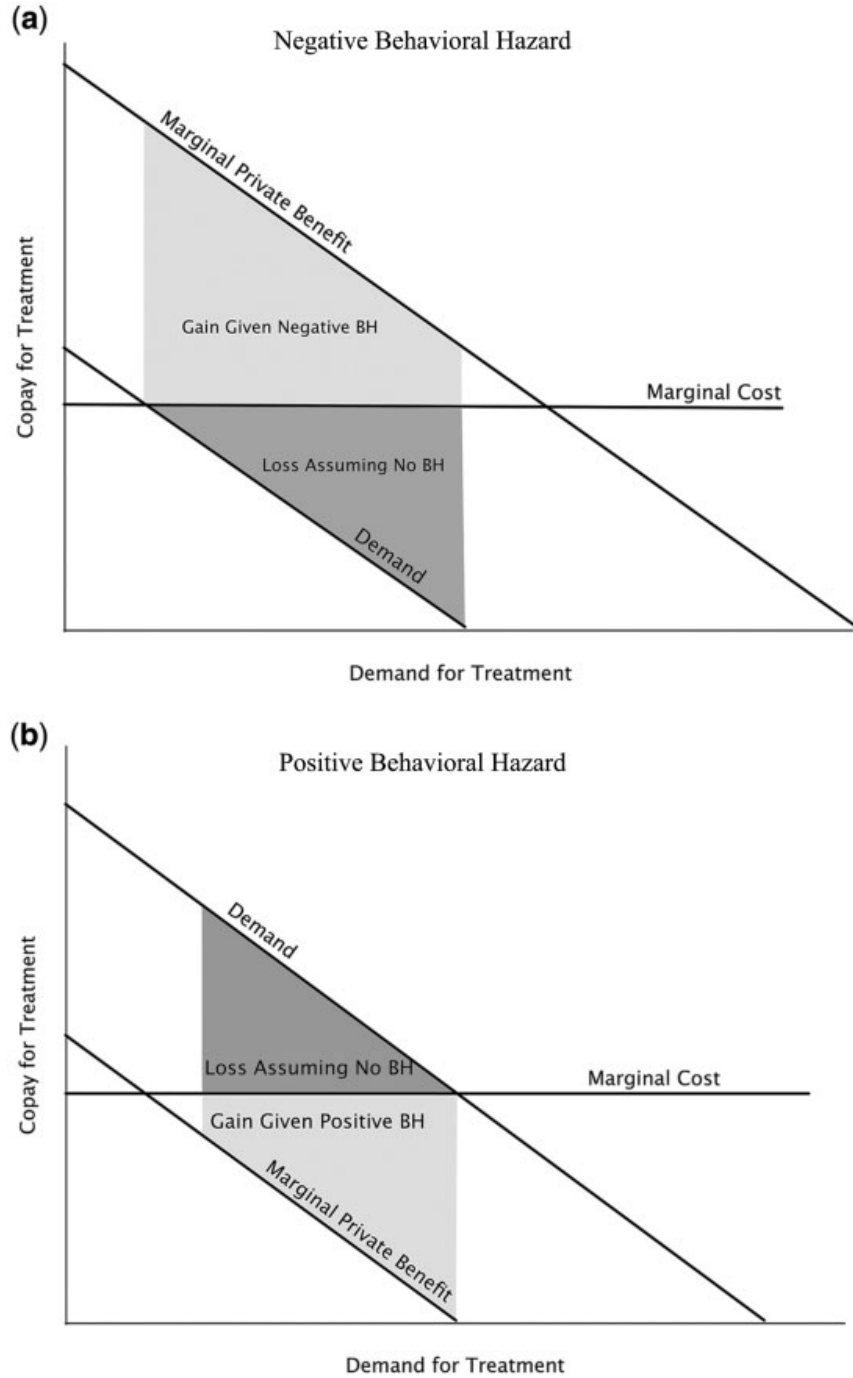 (a)
Negative Behavioral Hazard
Marginal Private Benefit
Copay for Treatment
Gain Given Negative BH
Marginal Cost
Loss Assuming No BH
Demand
Demand for Treatment
(b)
Positive Behavioral Hazard
Demand
Copay for Treatment
Loss Assuming No BH
Marginal Cost
Gain Given Positive BH
Marginal Private Benefit
Demand for Treatment